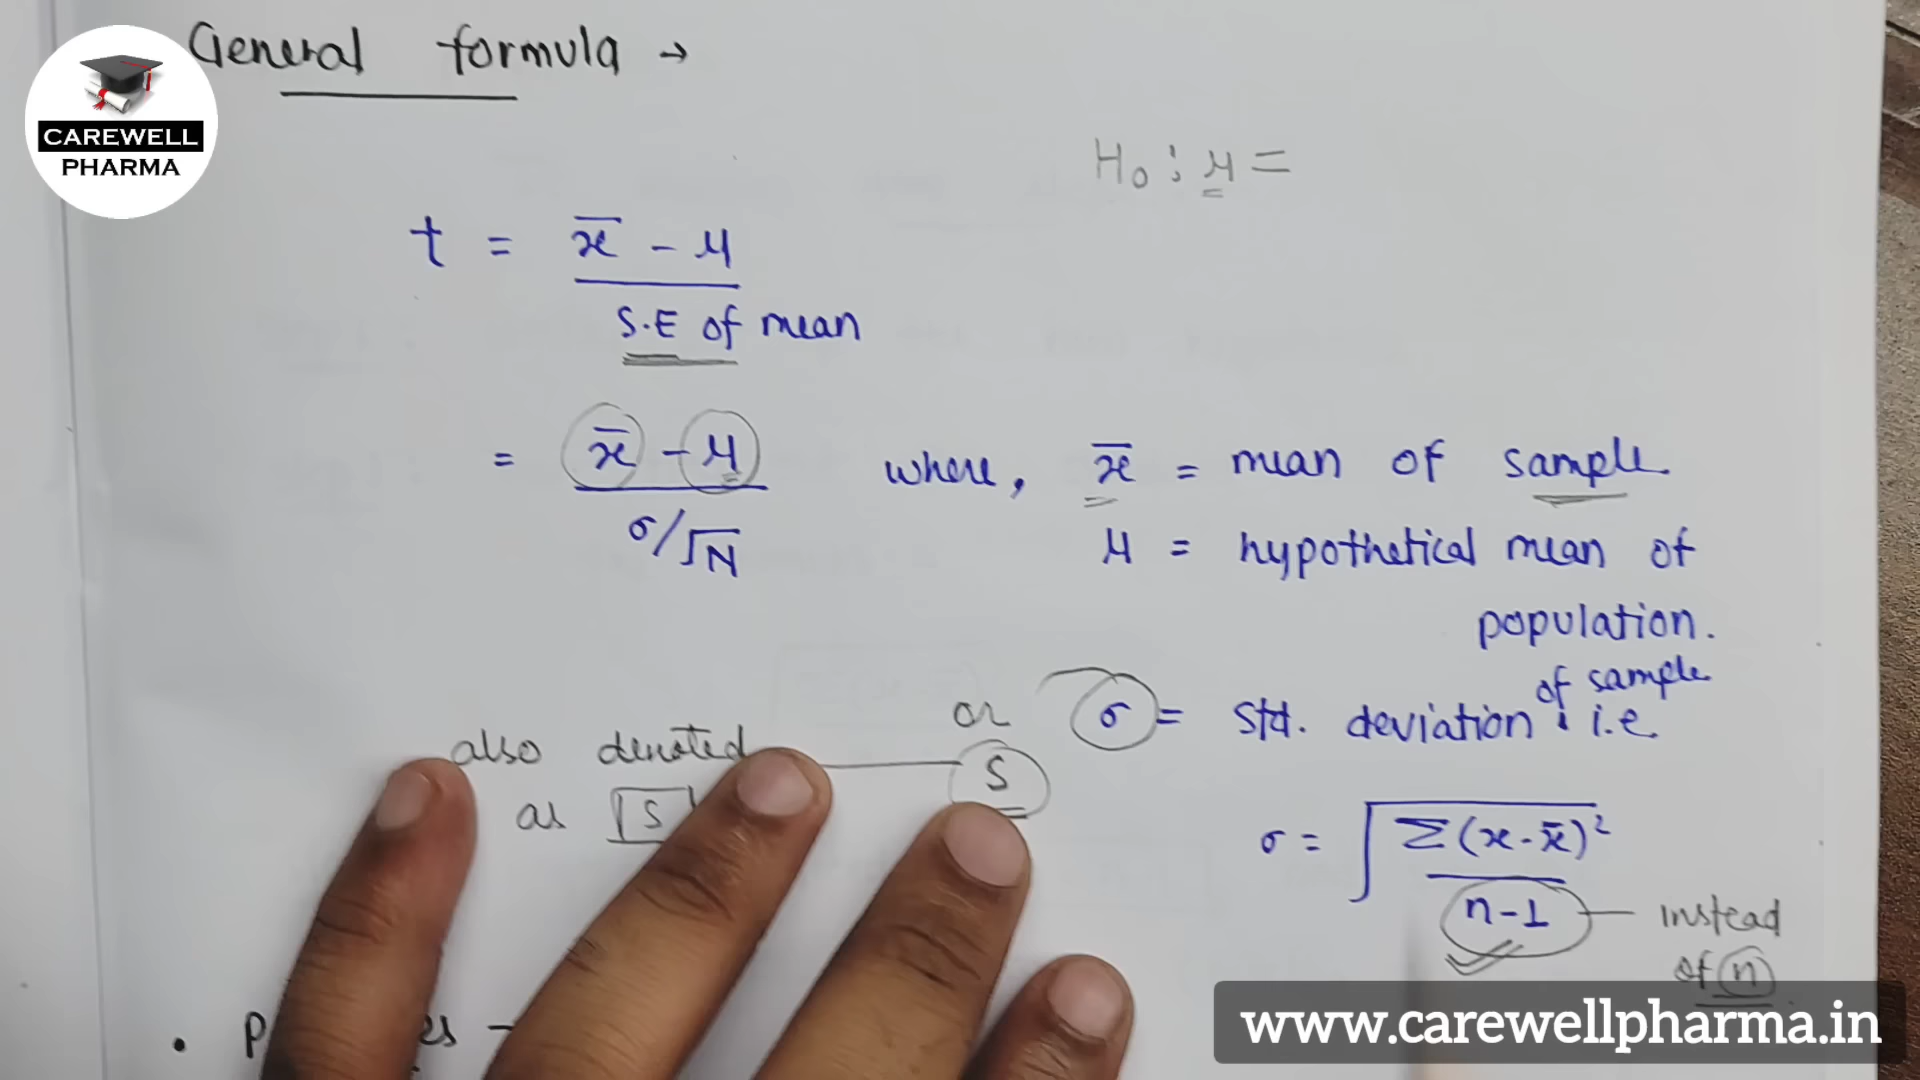 General formula →
CAREWELL
PHARMA
H₀ : μ =
t = x̄ - μ
S.E of mean
= x̄ - μ where, x̄ = mean of sample.
σ/√N
μ = hypothetical mean of
population.
or σ = std. deviation of sample i.e
also denoted
as S
S
σ = √Σ(x-x̄)²
n-1 instead
of n
www.carewellpharma.in